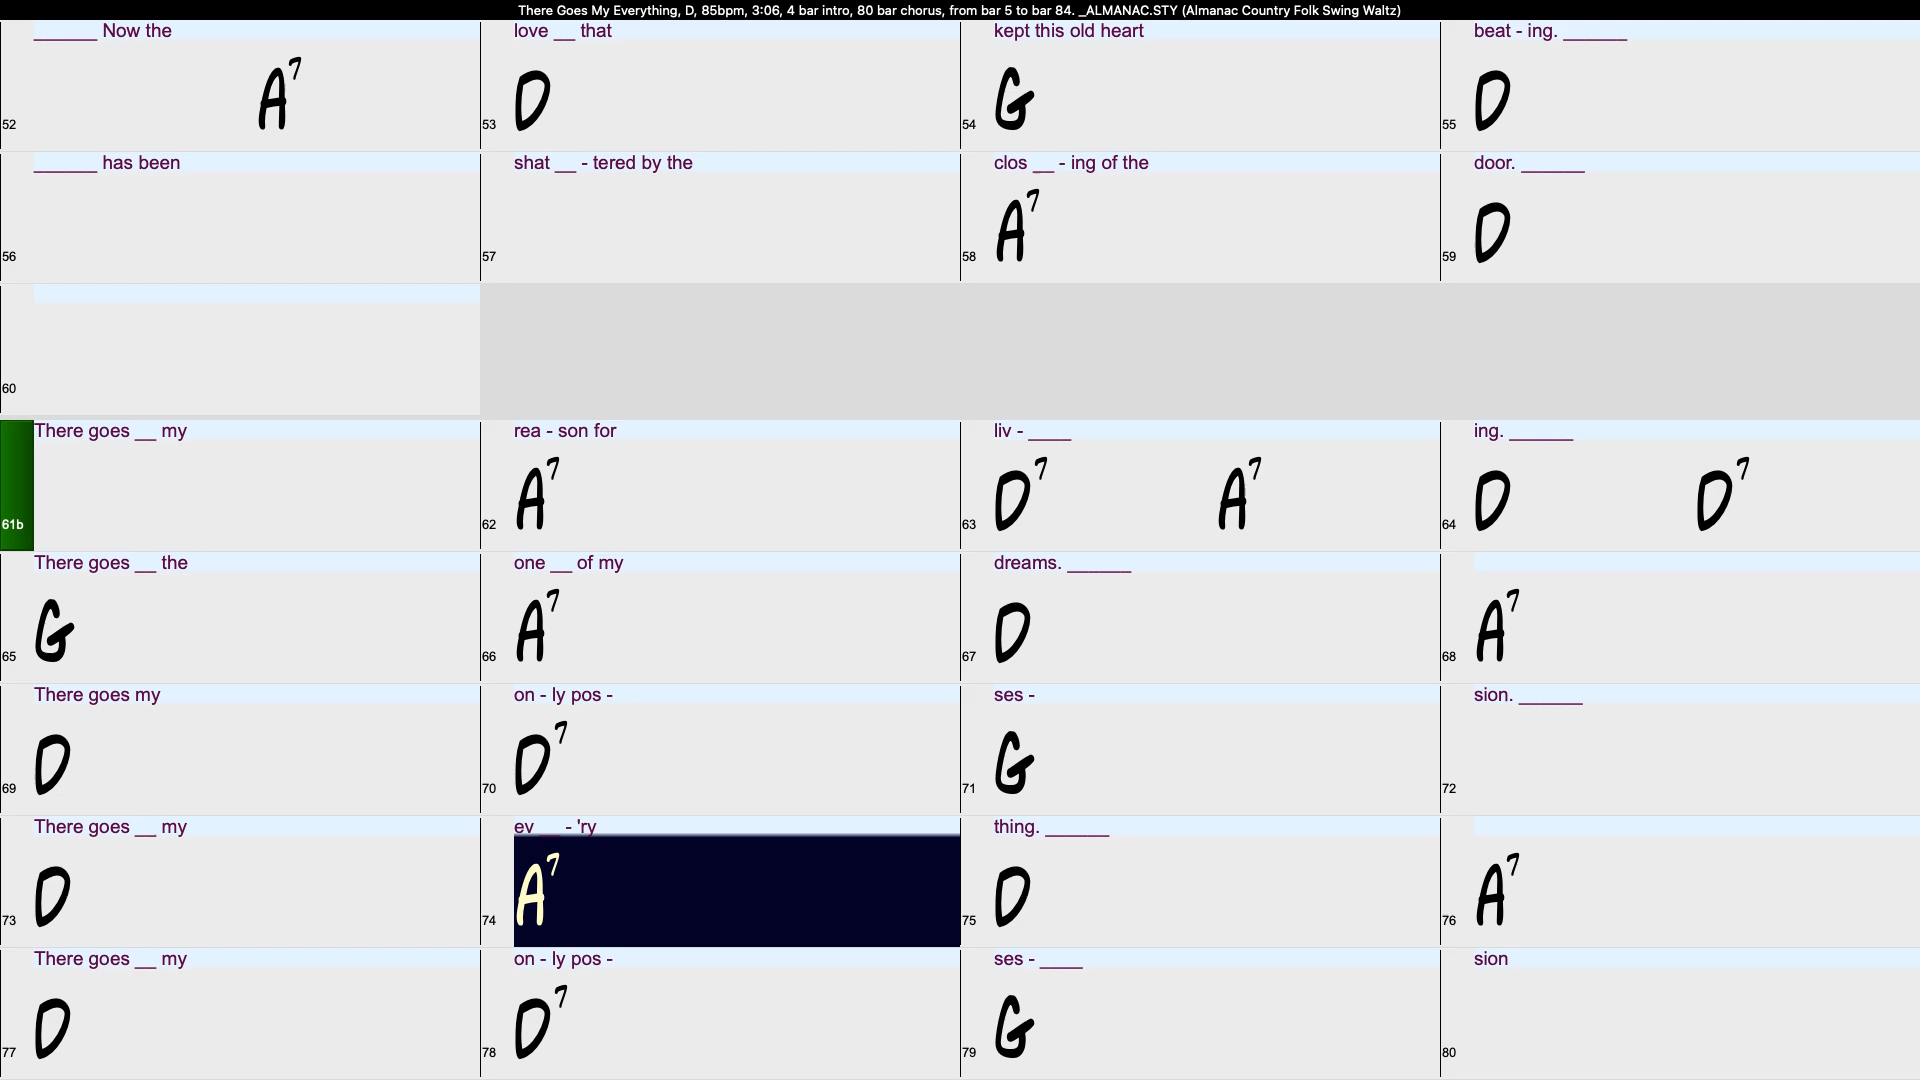 There Goes My Everything, D, 85bpm, 3:06, 4 bar intro, 80 bar chorus, from bar 5 to bar 84. _ALMANAC.STY (Almanac Country Folk Swing Waltz)
______ Now the love __ that kept this old heart beat - ing. ______
A7 D G D
52 53 54 55
______ has been shat __ - tered by the clos __ - ing of the door. ______
A7 D
56 57 58 59
60
There goes __ my rea - son for liv - ____ ing. ______
A7 D7 A7 D D7
61b 62 63 64
There goes __ the one __ of my dreams. ______
G A7 D A7
65 66 67 68
There goes my on - ly pos - ses - sion. ______
D D7 G
69 70 71 72
There goes __ my ev __ - 'ry thing. ______
D A7 D A7
73 74 75 76
There goes __ my on - ly pos - ses - ____ sion
D D7 G
77 78 79 80